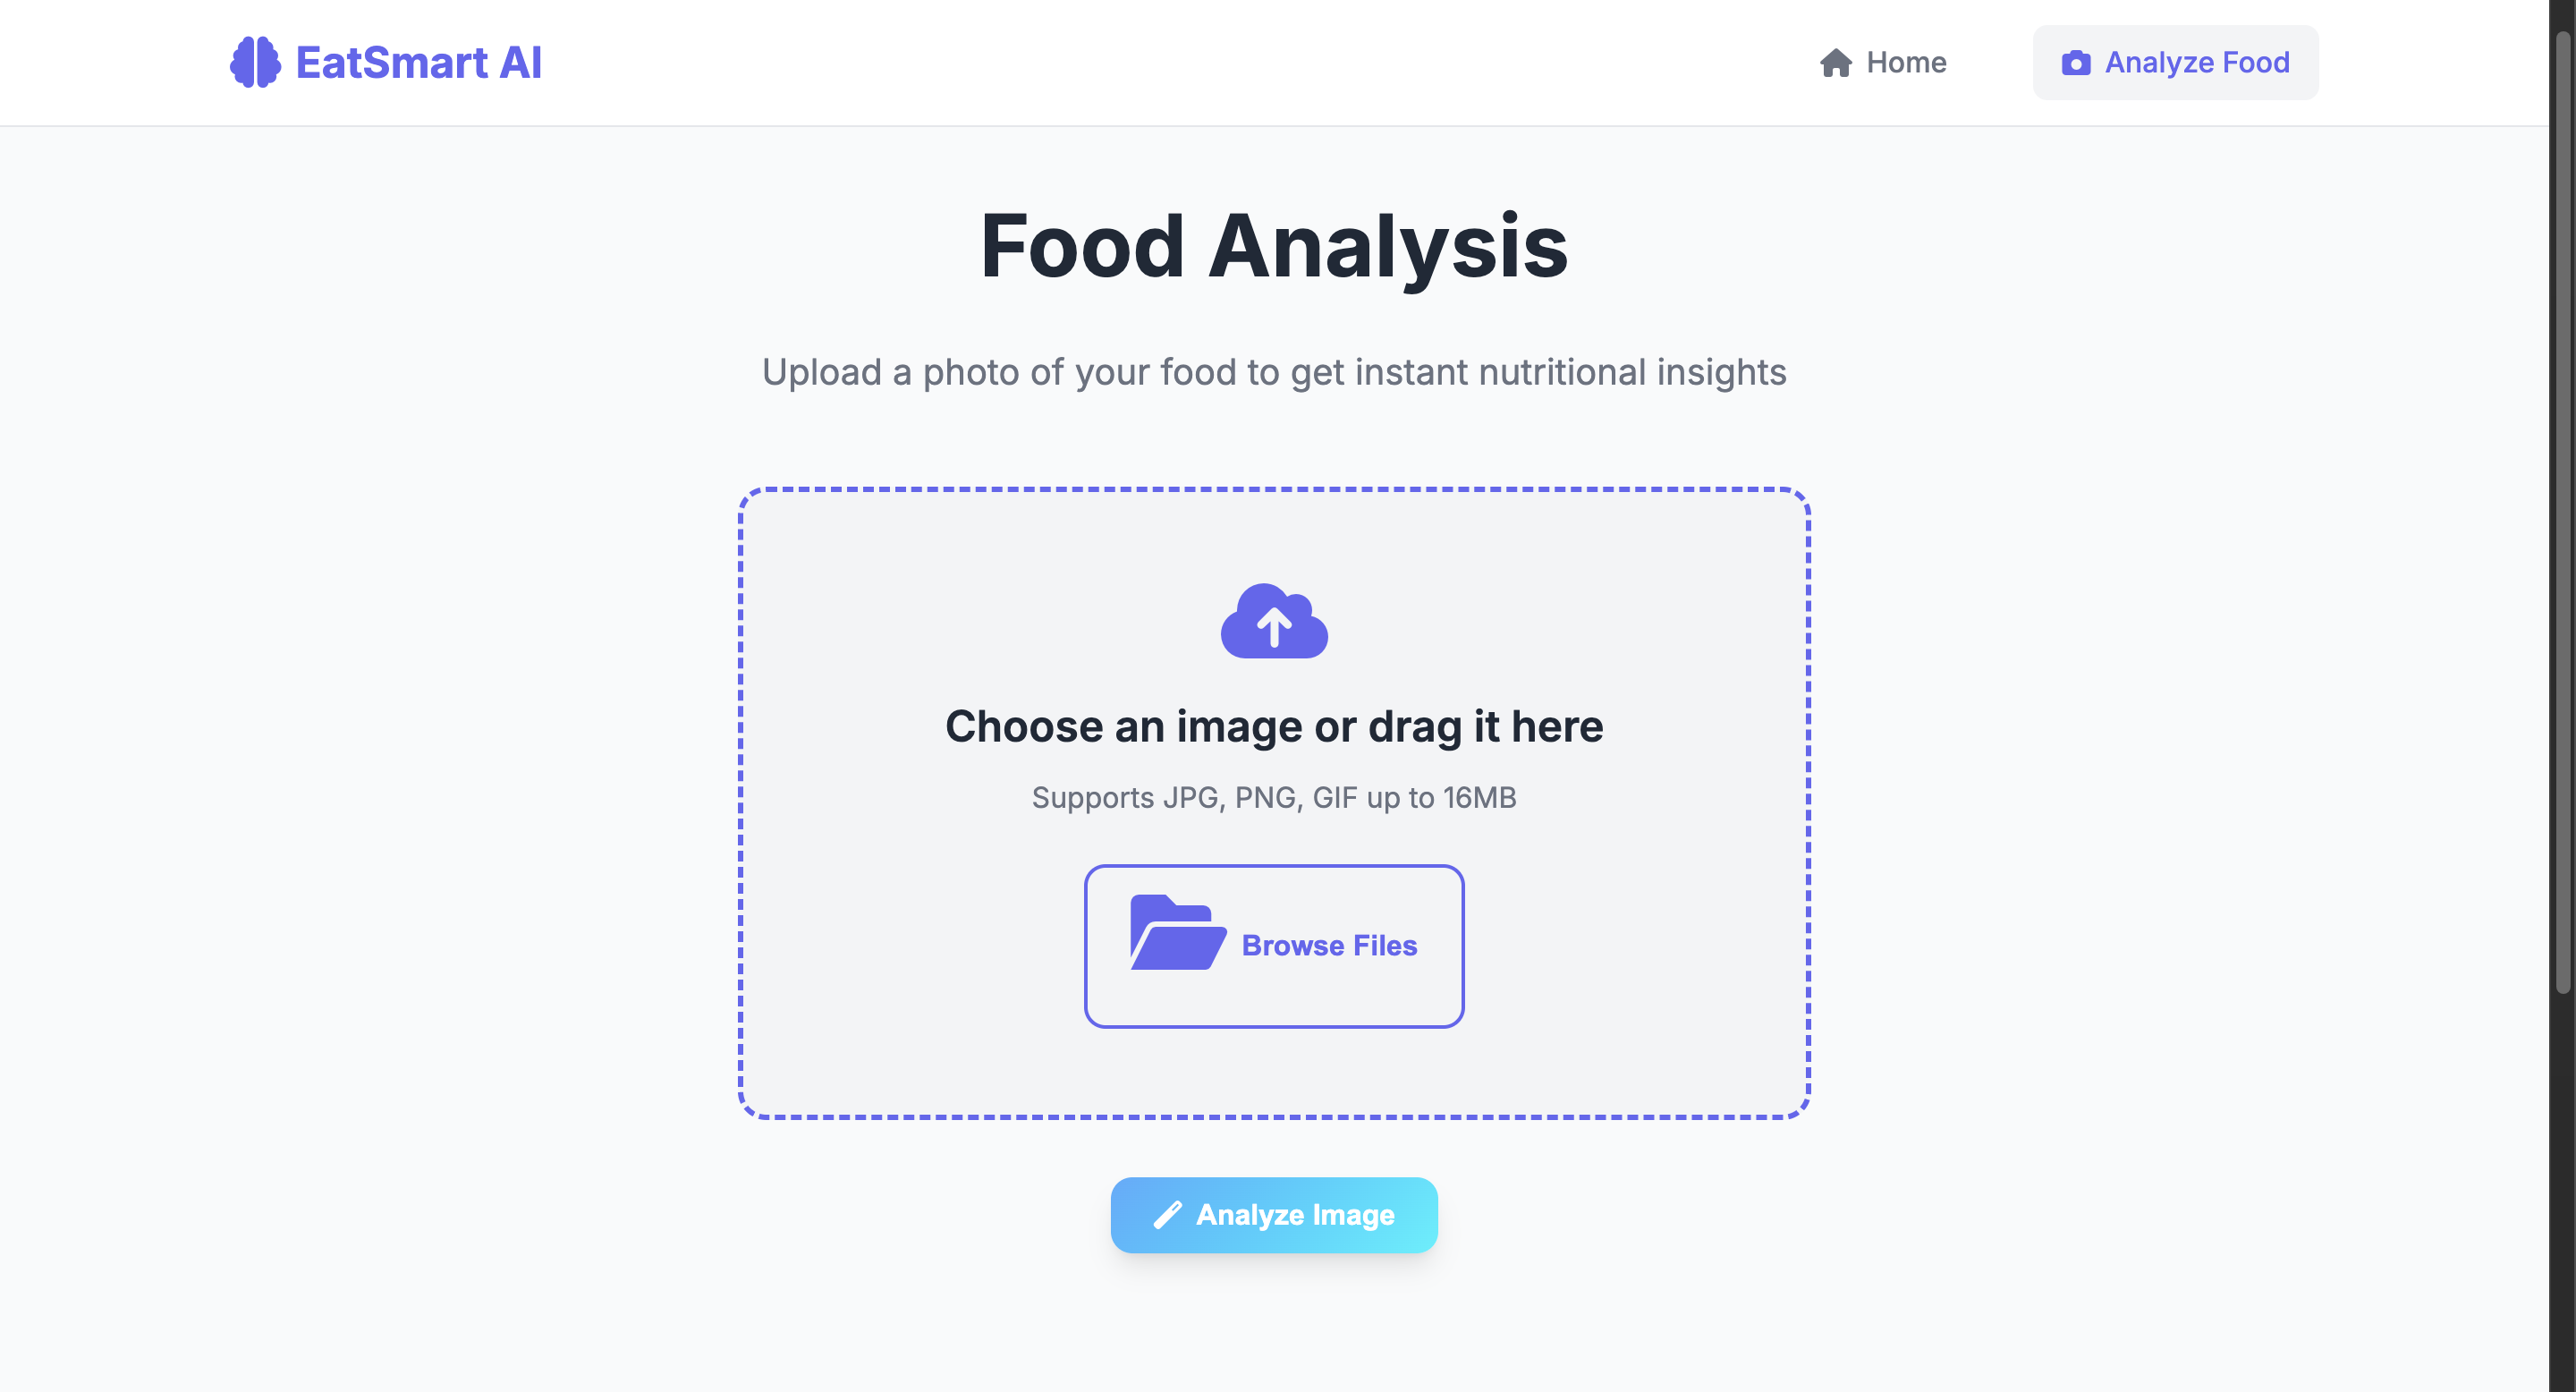 EatSmart AI
Home
Analyze Food
Food Analysis
Upload a photo of your food to get instant nutritional insights
Choose an image or drag it here
Supports JPG, PNG, GIF up to 16MB
Browse Files
Analyze Image